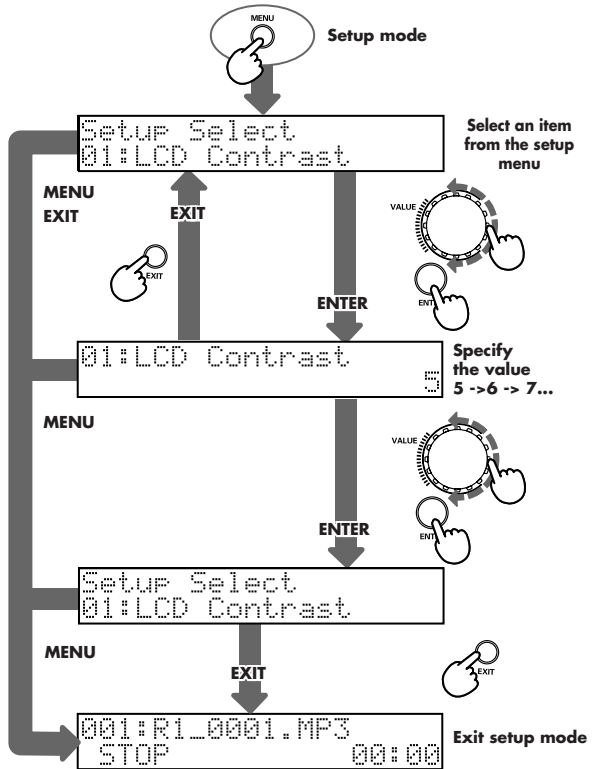 MENU
Setup mode
Setup Select
01:LCD Contrast
Select an item
from the setup
menu
MENU
EXIT
EXIT
EXIT
VALUE
ENT
ENTER
01:LCD Contrast
5
Specify
the value
5 ->6 -> 7...
MENU
VALUE
ENT
ENTER
Setup Select
01:LCD Contrast
MENU
EXIT
EXIT
001:R1_0001.MP3
STOP 00:00
Exit setup mode